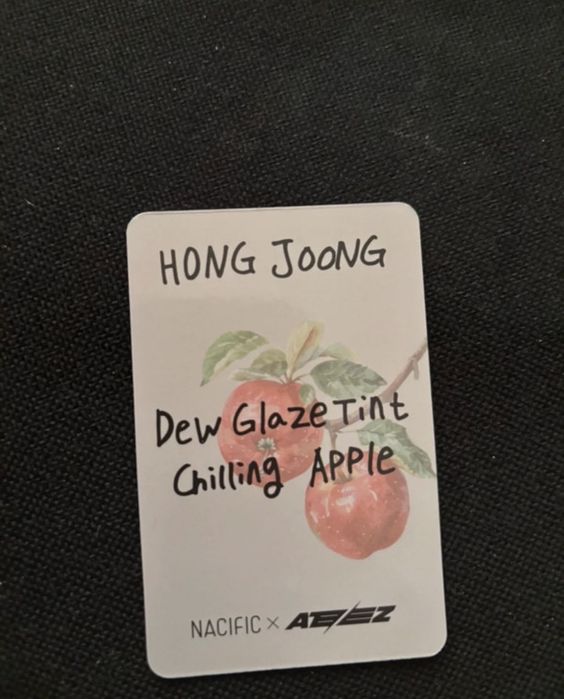 HONG JOONG
Dew Glaze Tint
Chilling APPle
NACIFIC × ATEEZ